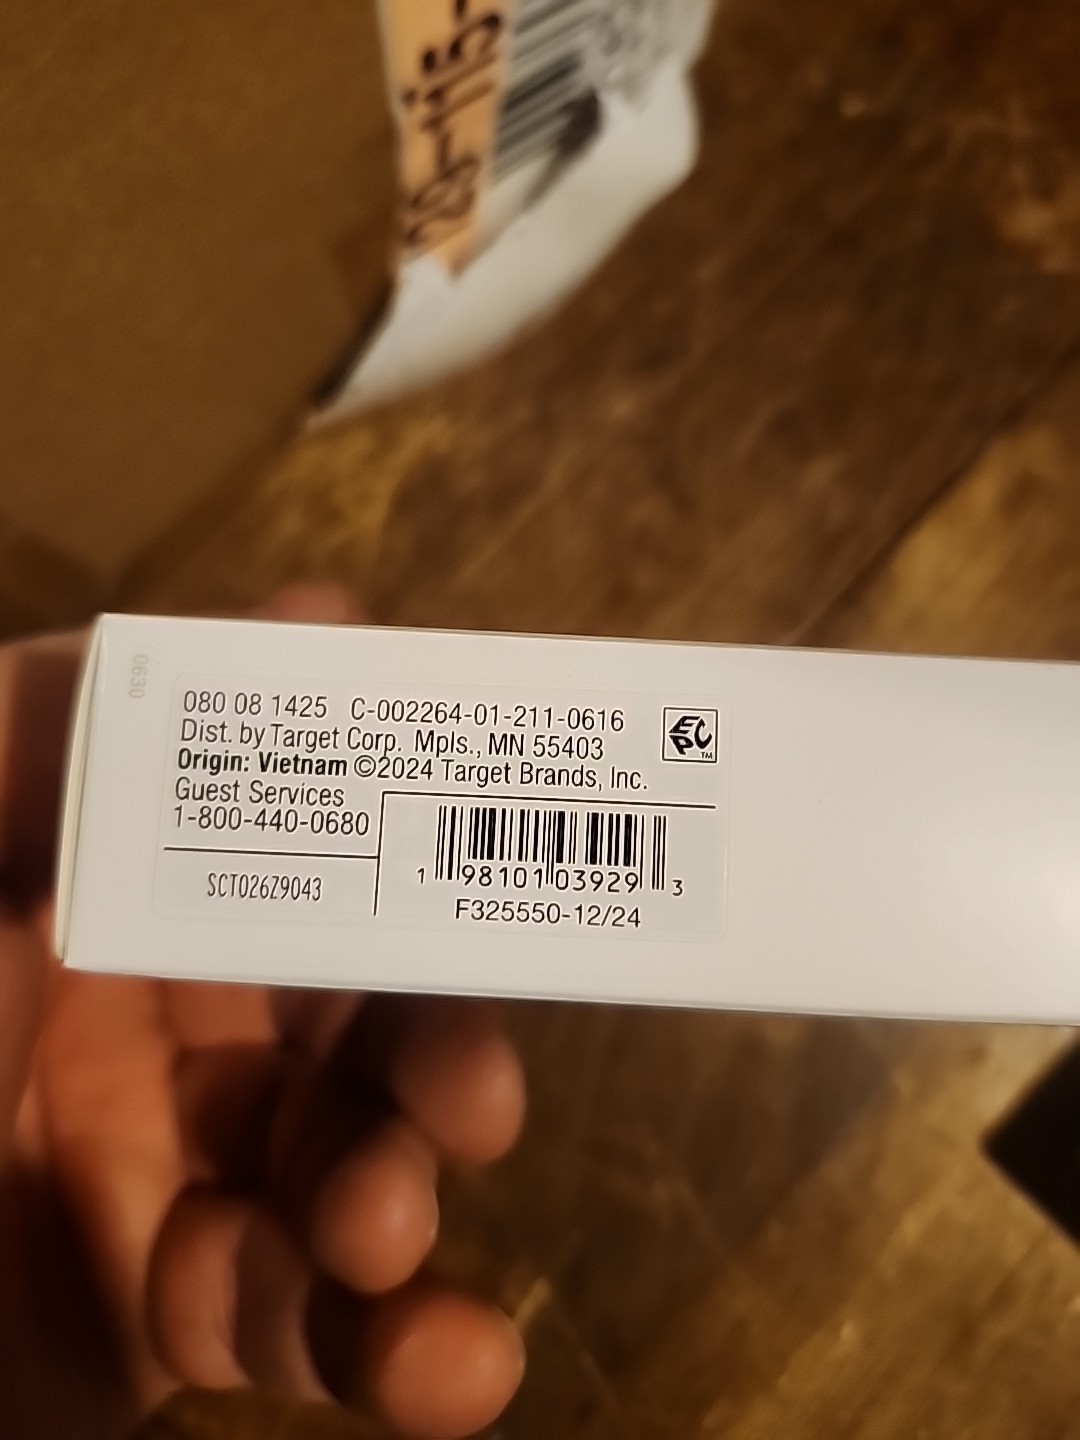 0630
080 08 1425 C-002264-01-211-0616
Dist. by Target Corp. Mpls., MN 55403
Origin: Vietnam ©2024 Target Brands, Inc.
Guest Services
1-800-440-0680
SCT026Z9043
EPC™
1 98101 03929 3
F325550-12/24